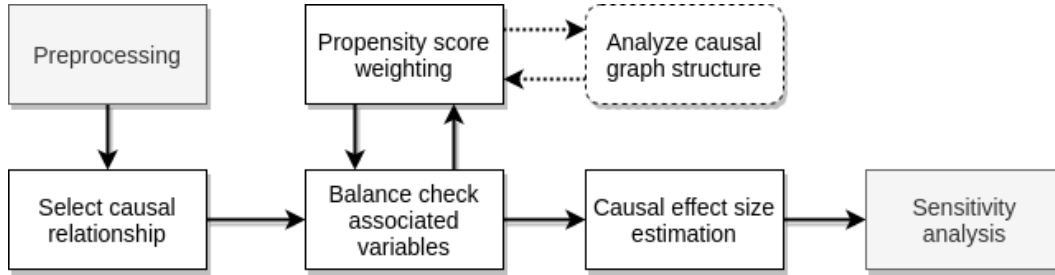 Preprocessing
Propensity score
weighting
Analyze causal
graph structure
Select causal
relationship
Balance check
associated
variables
Causal effect size
estimation
Sensitivity
analysis